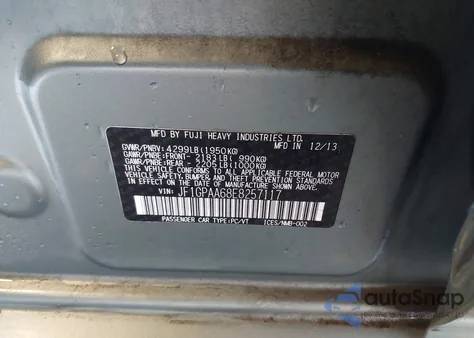 MFD BY FUJI HEAVY INDUSTRIES LTD.
GVWR/PNBV: 4299LB(1950KG) MFD IN 12/13
GAWR/PNBE:FRONT- 2183LB( 990KG)
GAWR/PNBE:REAR - 2205LB(1000KG)
THIS VEHICLE CONFORMS TO ALL APPLICABLE FEDERAL MOTOR
VEHICLE SAFETY, BUMPER, AND THEFT PREVENTION STANDARDS
IN EFFECT ON THE DATE OF MANUFACTURE SHOWN ABOVE.
VIN: JF1GPAA68E8257117
PASSENGER CAR TYPE:PC/VT ICES/NMB-002
autoSnap